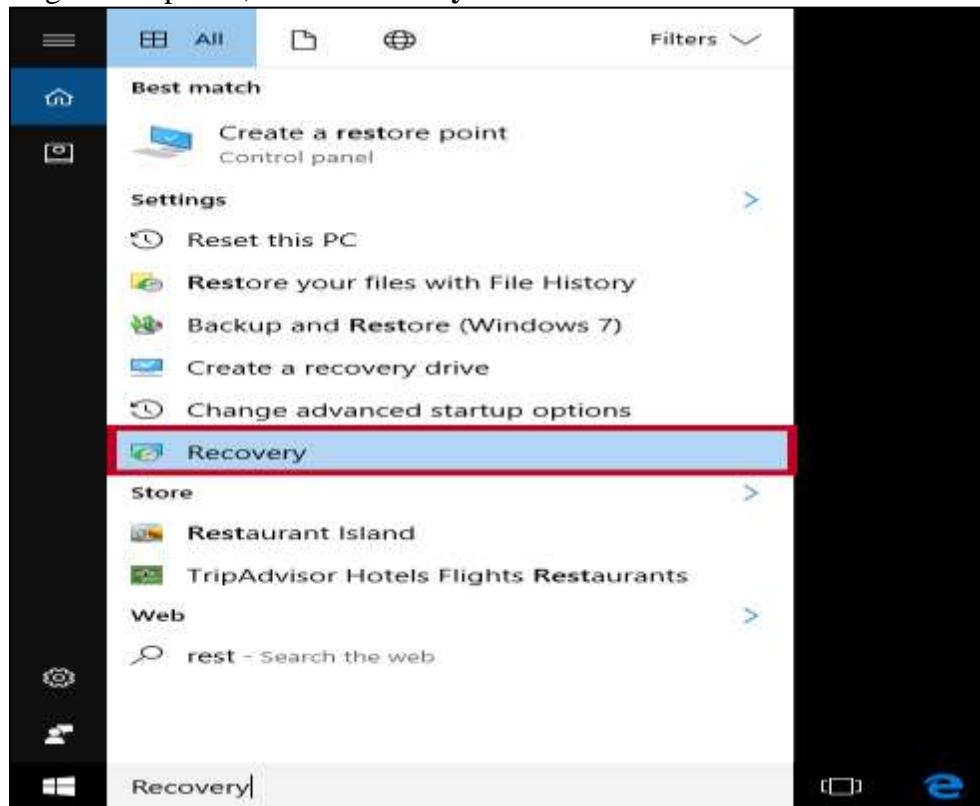 All Filters
Best match
Create a restore point
Control panel
Settings
Reset this PC
Restore your files with File History
Backup and Restore (Windows 7)
Create a recovery drive
Change advanced startup options
Recovery
Store
Restaurant Island
TripAdvisor Hotels Flights Restaurants
Web
rest - Search the web
Recovery